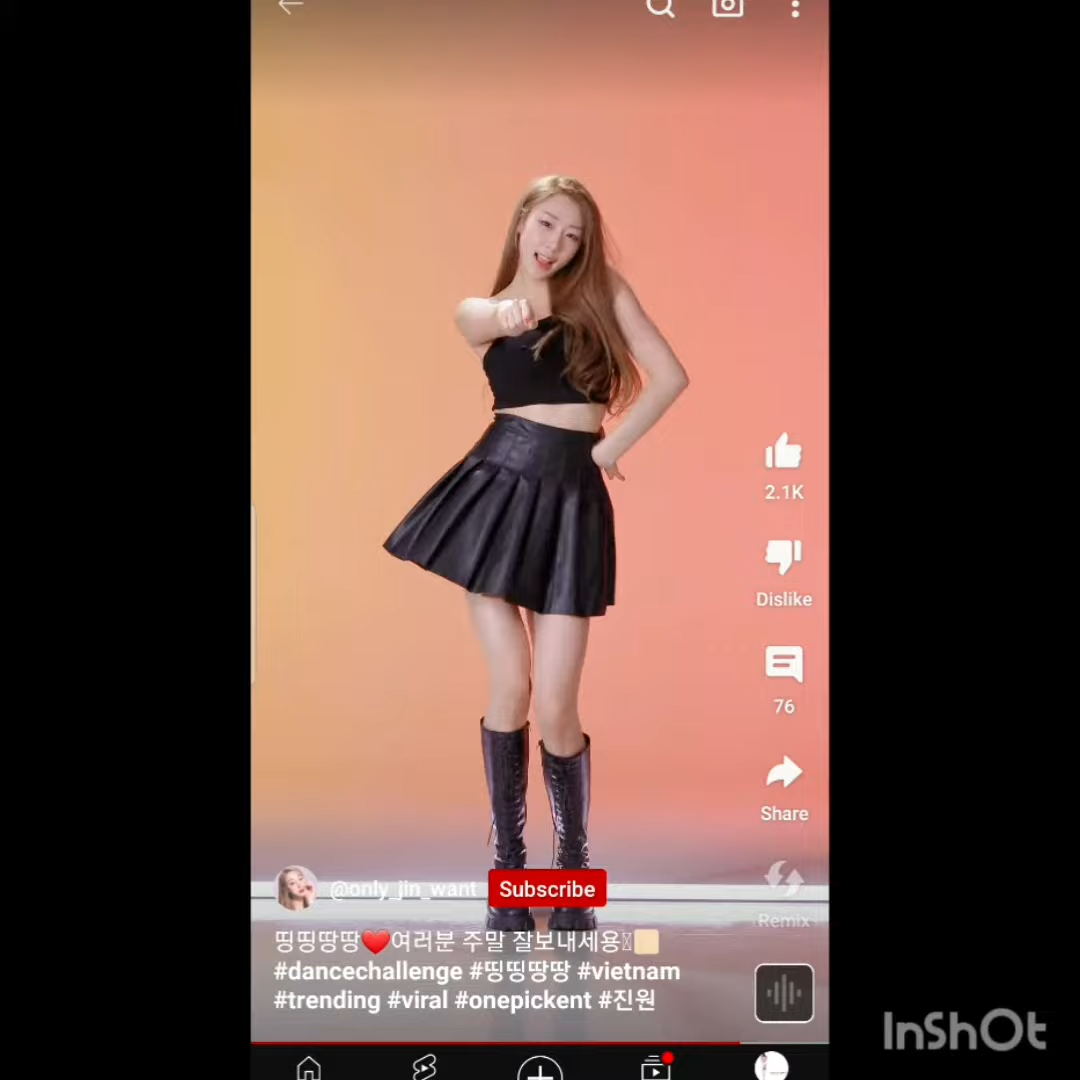 2.1K
Dislike
76
Share
@only_jin_want Subscribe
Remix
띵띵땅땅❤️여러분 주말 잘보내세용
#dancechallenge #띵띵땅땅 #vietnam
#trending #viral #onepickent #진원
InShOt